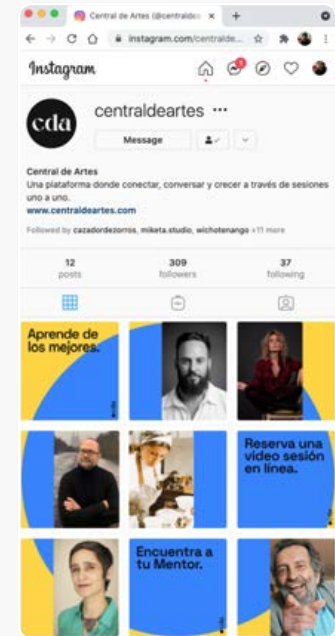 Central de Artes (@centraldea
instagram.com/centralde...
Instagram
cda
centraldeartes
Message
Central de Artes
Una plataforma donde conectar, conversar y crecer a través de sesiones
uno a uno.
www.centraldeartes.com
Followed by cazadordezorros, miketa.studio, wichotenango +11 more
12
posts
309
followers
37
following
Aprende de
los mejores.
Reserva una
video sesión
en línea.
Encuentra a
tu Mentor.